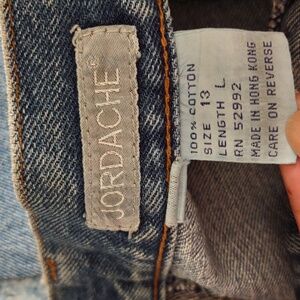 JORDACHE®
100% COTTON
SIZE 13
LENGTH L
RN 52992
MADE IN HONG KONG
CARE ON REVERSE